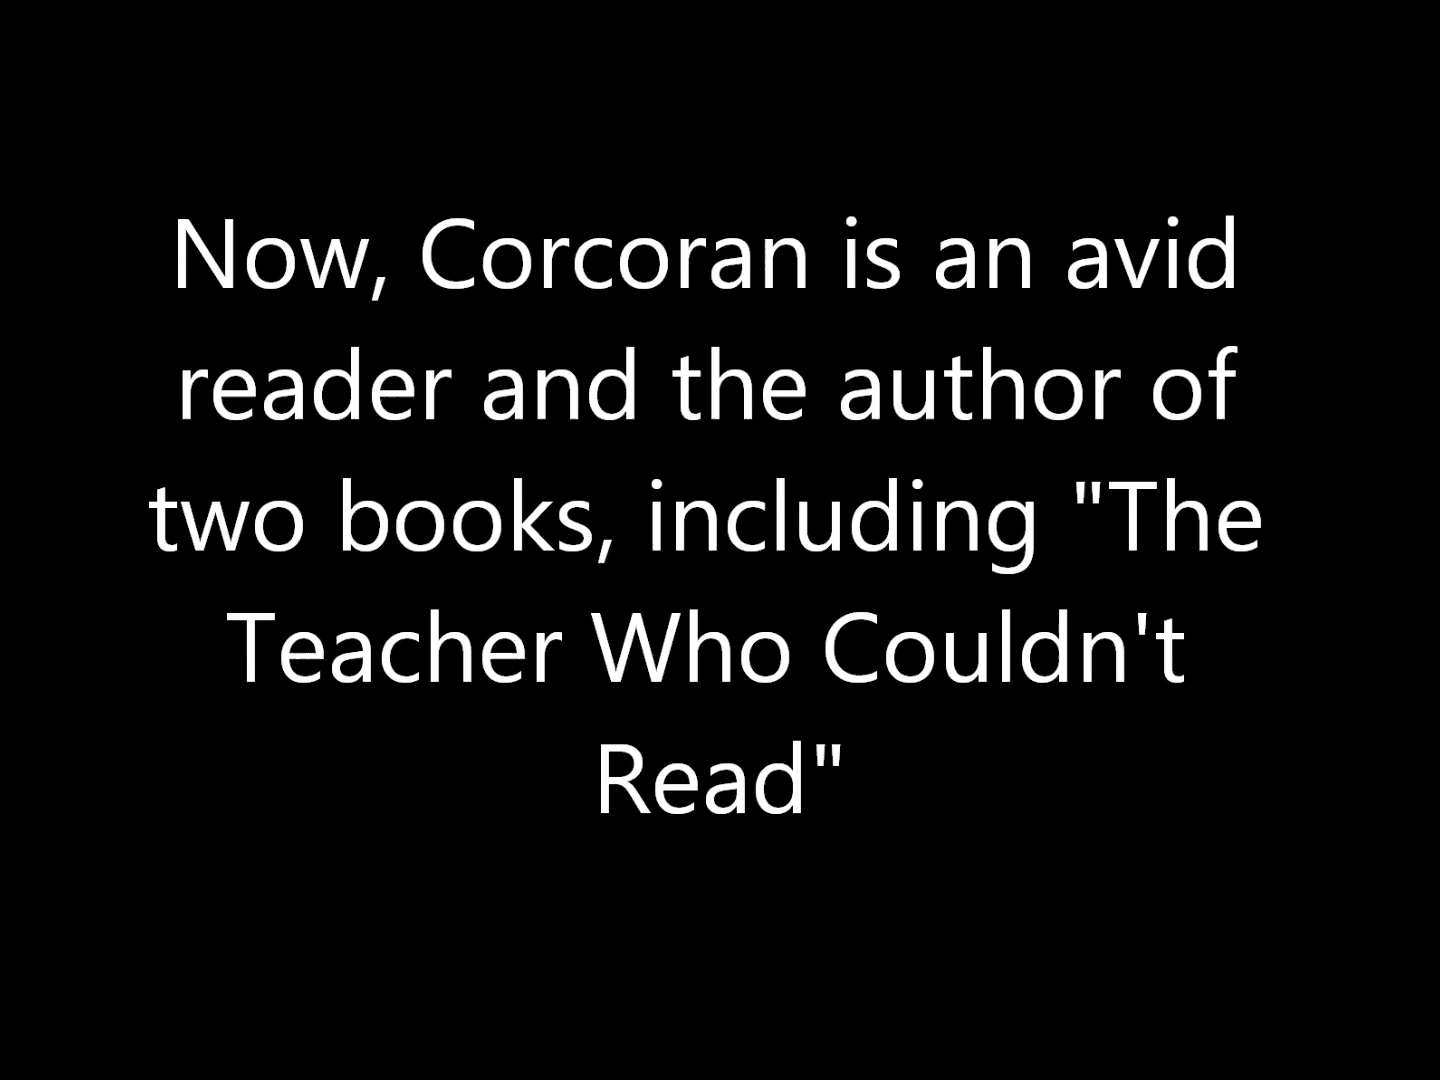 Now, Corcoran is an avid
reader and the author of
two books, including "The
Teacher Who Couldn't
Read"